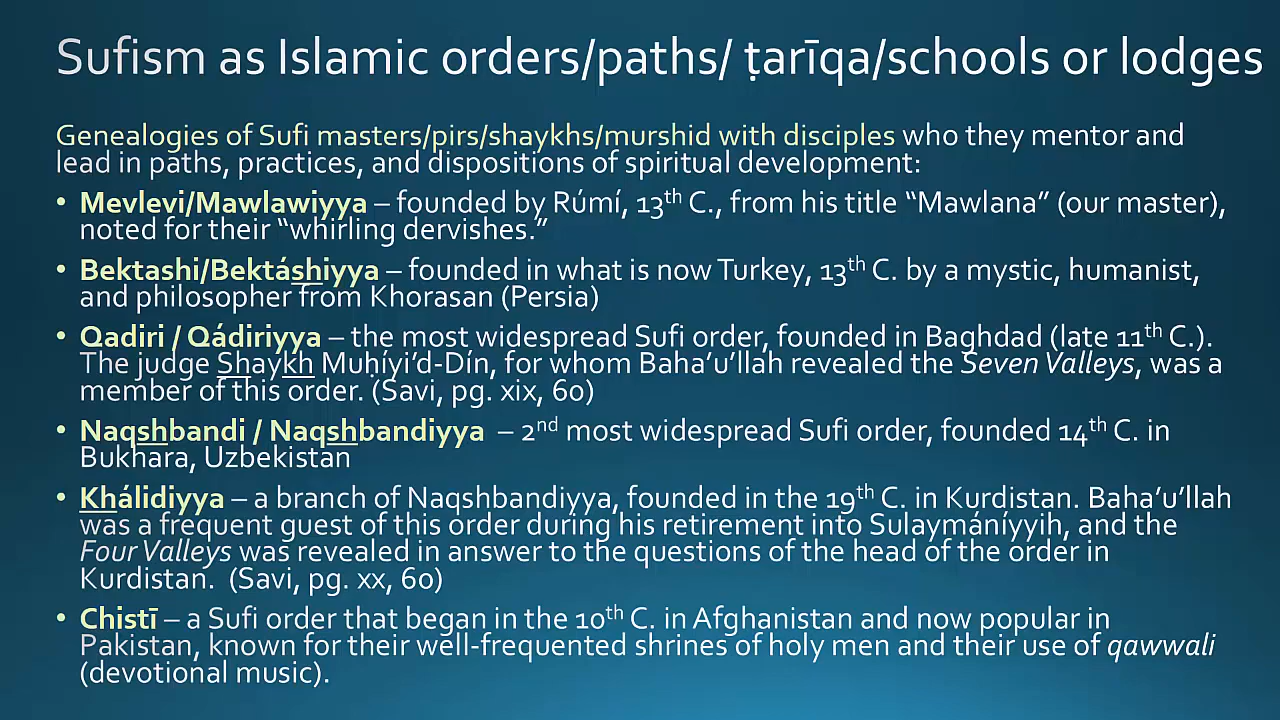 Sufism as Islamic orders/paths/ ṭarīqa/schools or lodges
Genealogies of Sufi masters/pirs/shaykhs/murshid with disciples who they mentor and
lead in paths, practices, and dispositions of spiritual development:
• Mevlevi/Mawlawiyya – founded by Rúmí, 13th C., from his title “Mawlana” (our master),
noted for their “whirling dervishes.”
• Bektashi/Bektáshiyya – founded in what is now Turkey, 13th C. by a mystic, humanist,
and philosopher from Khorasan (Persia)
• Qadiri / Qádiriyya – the most widespread Sufi order, founded in Baghdad (late 11th C.).
The judge Shaykh Muḥíyi’d-Dín, for whom Baha’u’llah revealed the Seven Valleys, was a
member of this order. (Savi, pg. xix, 60)
• Naqshbandi / Naqshbandiyya – 2nd most widespread Sufi order, founded 14th C. in
Bukhara, Uzbekistan
• Khálidiyya – a branch of Naqshbandiyya, founded in the 19th C. in Kurdistan. Baha’u’llah
was a frequent guest of this order during his retirement into Sulaymáníyyih, and the
Four Valleys was revealed in answer to the questions of the head of the order in
Kurdistan. (Savi, pg. xx, 60)
• Chistī – a Sufi order that began in the 10th C. in Afghanistan and now popular in
Pakistan, known for their well-frequented shrines of holy men and their use of qawwali
(devotional music).